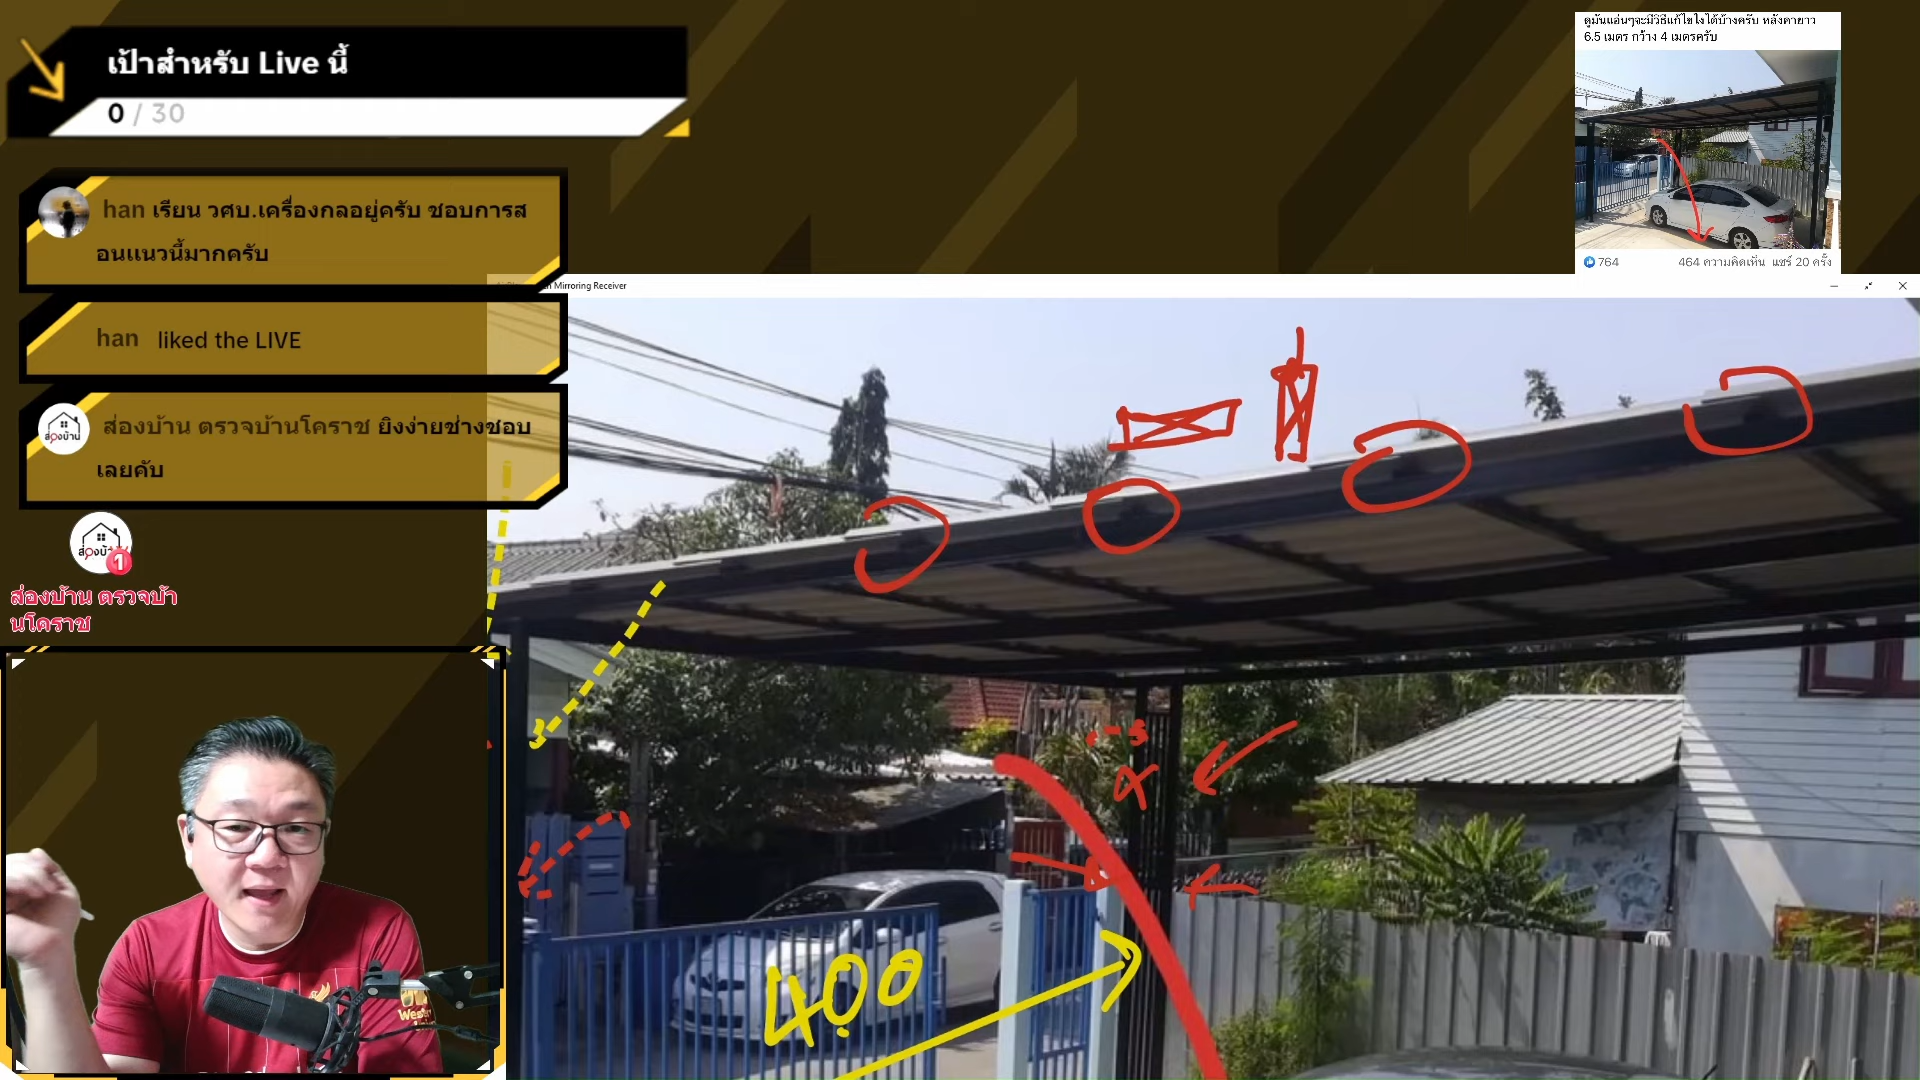 เป้าสำหรับ Live นี้
0 / 30
ดูมันแอ่นๆจะมีวิธีแก้ไขไงได้บ้างครับ หลังคายาว
6.5 เมตร กว้าง 4 เมตรครับ
764
464 ความคิดเห็น แชร์ 20 ครั้ง
han เรียน วศบ.เครื่องกลอยู่ครับ ชอบการส
อนแนวนี้มากครับ
Mirroring Receiver
han liked the LIVE
ส่องบ้าน ตรวจบ้านโคราช ยิงง่ายช่างชอบ
เลยคับ
ส่องบ้าน
1
ส่องบ้าน ตรวจบ้า
นโคราช
4.00